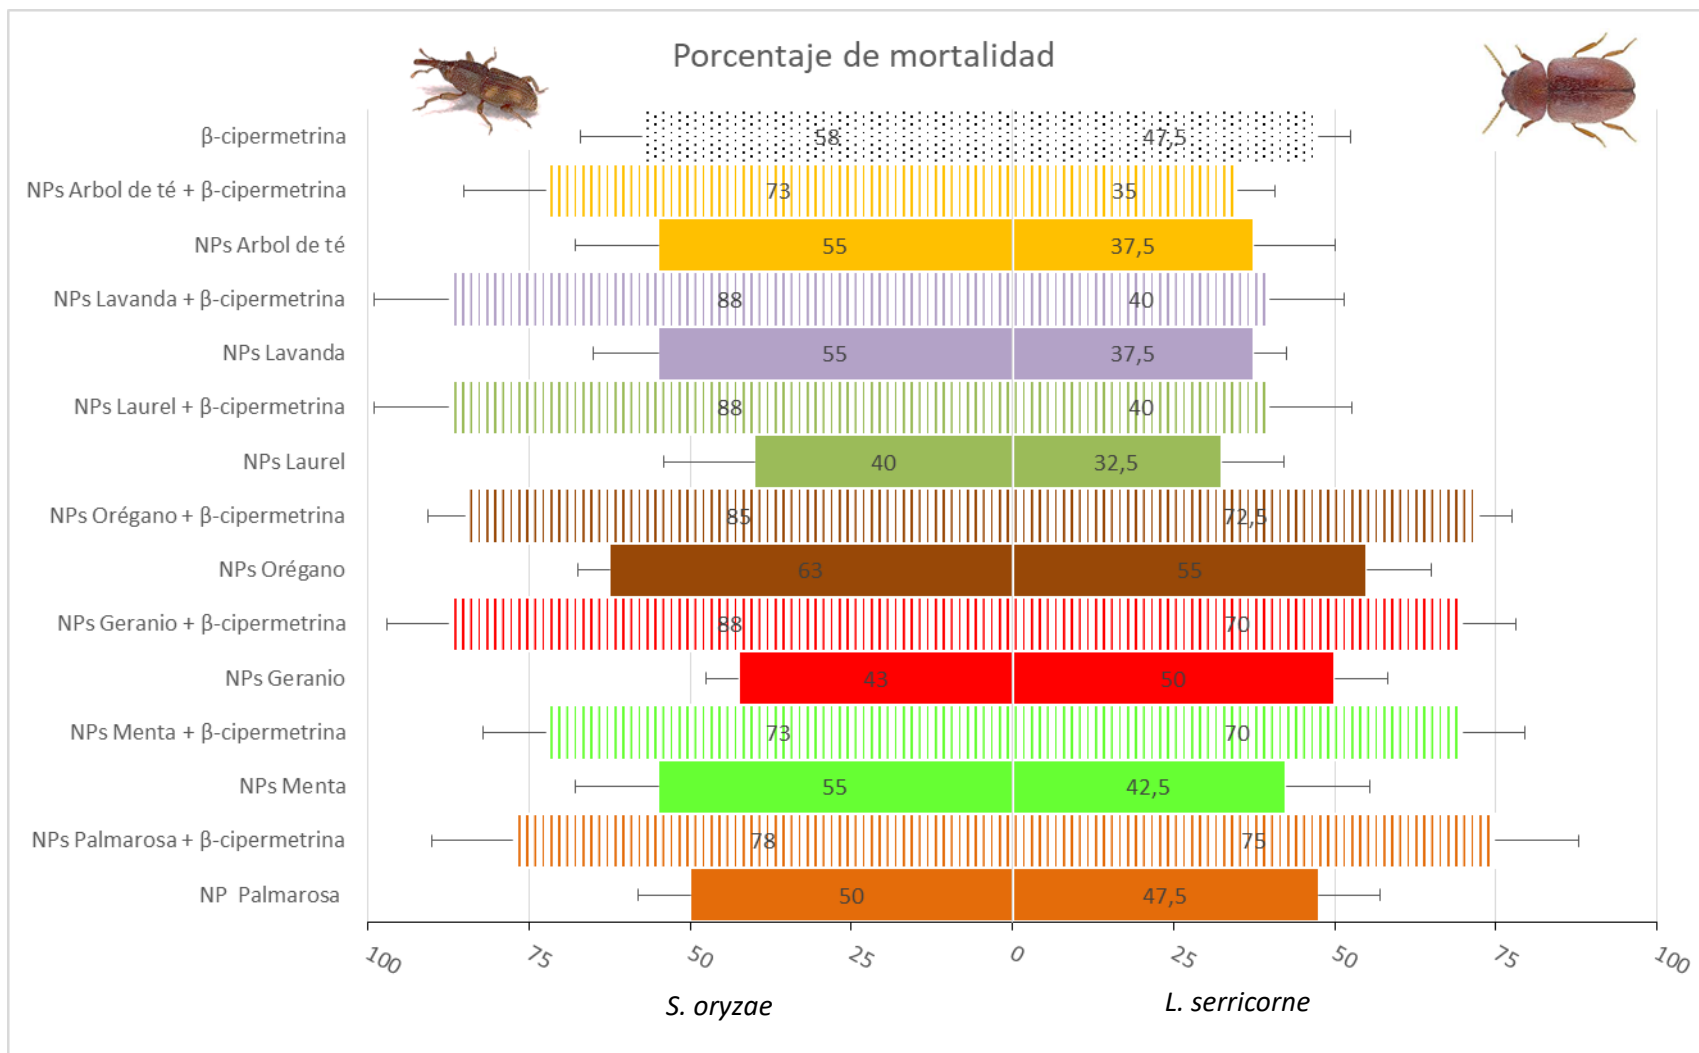 Porcentaje de mortalidad
β-cipermetrina 58 47,5
NPs Arbol de té + β-cipermetrina 73 35
NPs Arbol de té 55 37,5
NPs Lavanda + β-cipermetrina 88 40
NPs Lavanda 55 37,5
NPs Laurel + β-cipermetrina 88 40
NPs Laurel 40 32,5
NPs Orégano + β-cipermetrina 85 72,5
NPs Orégano 63 55
NPs Geranio + β-cipermetrina 88 70
NPs Geranio 43 50
NPs Menta + β-cipermetrina 73 70
NPs Menta 55 42,5
NPs Palmarosa + β-cipermetrina 78 75
NP Palmarosa 50 47,5
100 75 50 25 0 25 50 75 100
S. oryzae L. serricorne